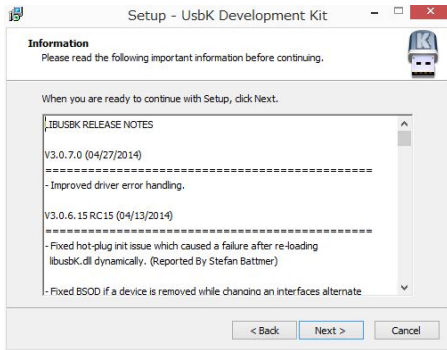 Setup - UsbK Development Kit
Information
Please read the following important information before continuing.
K
When you are ready to continue with Setup, click Next.
LIBUSBK RELEASE NOTES
V3.0.7.0 (04/27/2014)
=================================================
- Improved driver error handling.
V3.0.6.15 RC15 (04/13/2014)
=================================================
- Fixed hot-plug init issue which caused a failure after re-loading
libusbK.dll dynamically. (Reported By Stefan Battmer)
- Fixed BSOD if a device is removed while changing an interfaces alternate
< Back
Next >
Cancel